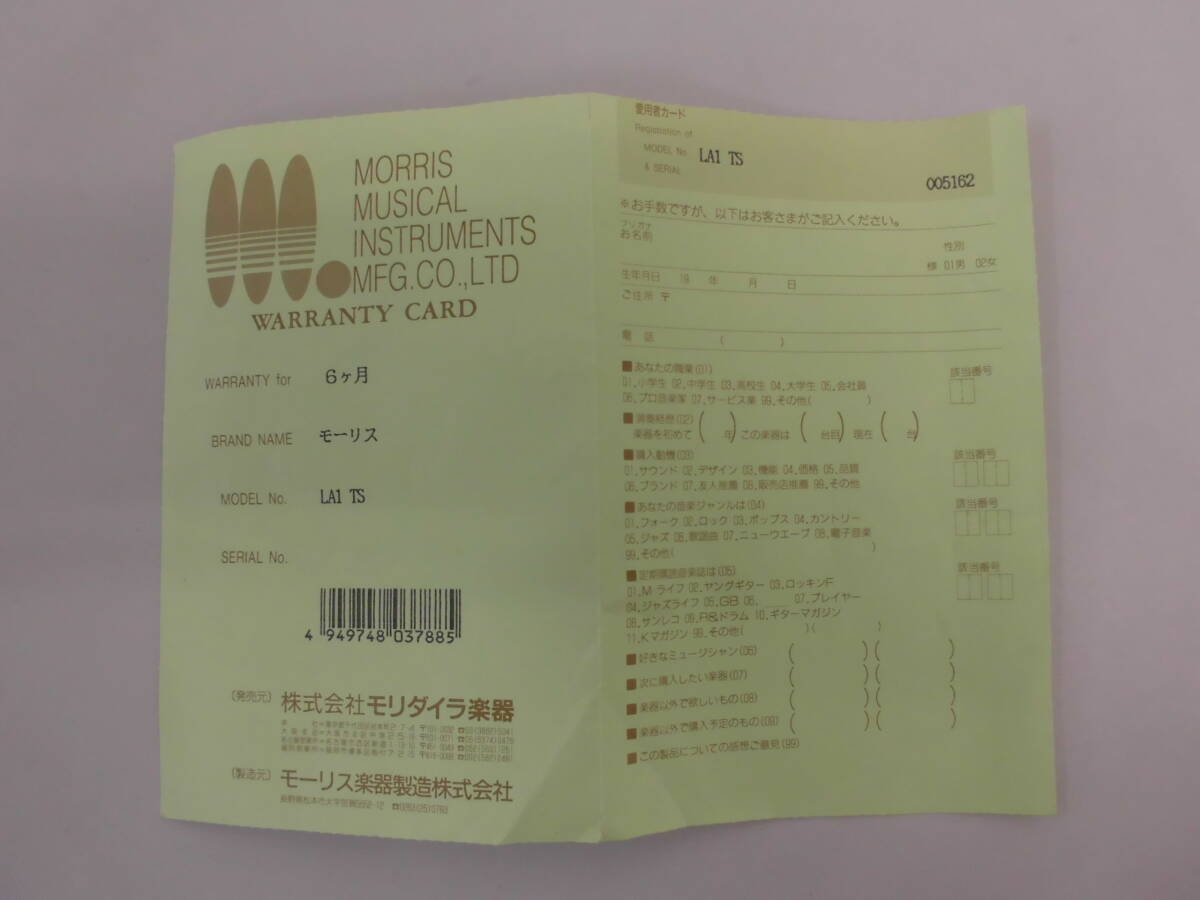 MORRIS
MUSICAL
INSTRUMENTS
MFG.CO.,LTD
WARRANTY CARD
WARRANTY for 6ヶ月
BRAND NAME モーリス
MODEL No. LA1 TS
SERIAL No.
4 949748 037885
(発売元) 株式会社モリダイラ楽器
(製造元) モーリス楽器製造株式会社
愛用者カード
Registration of
MODEL No. LA1 TS
& SERIAL
005162
※お手数ですが、以下はお客さまがご記入ください。
フリガナ
お名前
性別
様 01男 02女
生年月日 19 年 月 日
ご住所 〒
電話 ( )
■あなたの職業(01) 該当番号
01.小学生 02.中学生 03.高校生 04.大学生 05.会社員
06.プロ音楽家 07.サービス業 99.その他( )
■演奏経歴(02)
楽器を初めて( 年) この楽器は( 台目) 現在( 台)
■購入動機(03) 該当番号
01.サウンド 02.デザイン 03.機能 04.価格 05.品質
06.ブランド 07.友人推薦 08.販売店推薦 99.その他
■あなたの音楽ジャンルは(04) 該当番号
01.フォーク 02.ロック 03.ポップス 04.カントリー
05.ジャズ 06.歌謡曲 07.ニューウエーブ 08.電子音楽
99.その他( )
■定期購読音楽誌は(05) 該当番号
01.Mライフ 02.ヤングギター 03.ロッキンF
04.ジャズライフ 05.GB 06. 07.プレイヤー
08.サンレコ 09.R&ドラム 10.ギターマガジン
11.Kマガジン 99.その他( )( )
■好きなミュージシャン(06) ( )( )
■次に購入したい楽器(07) ( )( )
■楽器以外で欲しいもの(08) ( )( )
■楽器以外で購入予定のもの(09) ( )( )
■この製品についての感想ご意見(99)